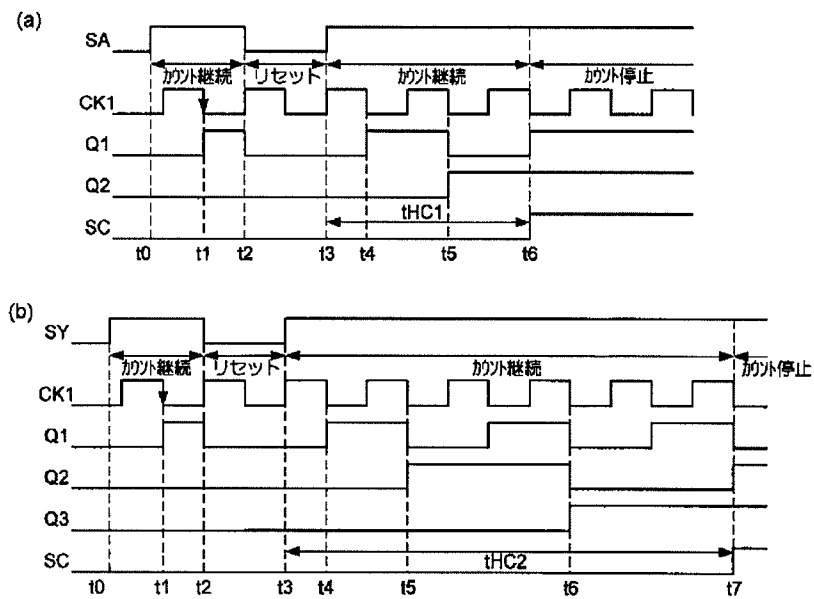 (a)
SA
カウント継続 リセット カウント継続 カウント停止
CK1
Q1
Q2
tHC1
SC
t0 t1 t2 t3 t4 t5 t6
(b)
SY
カウント継続 リセット カウント継続 カウント停止
CK1
Q1
Q2
Q3
tHC2
SC
t0 t1 t2 t3 t4 t5 t6 t7